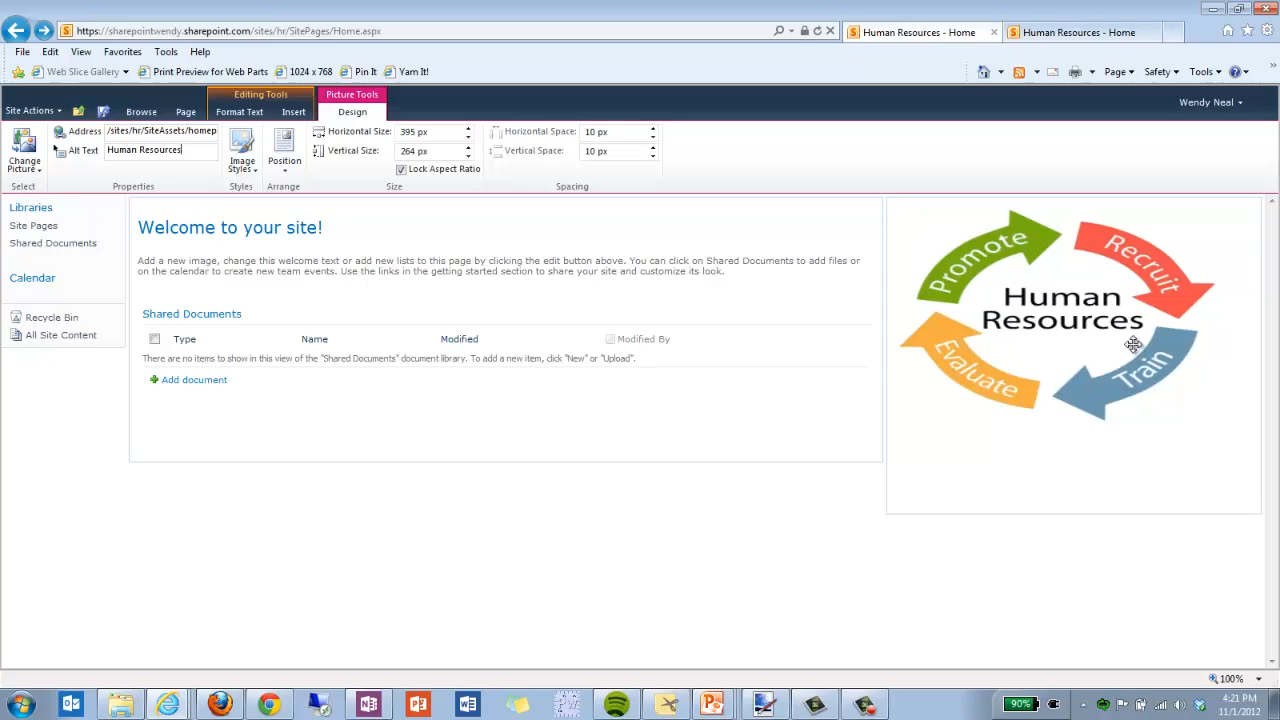 https://sharepointwendy.sharepoint.com/sites/hr/SitePages/Home.aspx
Human Resources - Home
Human Resources - Home
File Edit View Favorites Tools Help
Web Slice Gallery
Print Preview for Web Parts
1024 x 768
Pin It
Yarn It!
Page
Safety
Tools
Editing Tools
Picture Tools
Site Actions
Browse
Page
Format Text
Insert
Design
Wendy Neal
Change Picture
Select
Address /sites/hr/SiteAssets/homep
Alt Text Human Resources
Properties
Image Styles
Styles
Position
Arrange
Horizontal Size: 395 px
Vertical Size: 264 px
Lock Aspect Ratio
Size
Horizontal Space: 10 px
Vertical Space: 10 px
Spacing
Libraries
Site Pages
Shared Documents
Calendar
Recycle Bin
All Site Content
Welcome to your site!
Add a new image, change this welcome text or add new lists to this page by clicking the edit button above. You can click on Shared Documents to add files or
on the calendar to create new team events. Use the links in the getting started section to share your site and customize its look.
Shared Documents
Type Name Modified Modified By
There are no items to show in this view of the "Shared Documents" document library. To add a new item, click "New" or "Upload".
Add document
Promote
Recruit
Human
Resources
Evaluate
Train
100%
90%
4:21 PM
11/1/2012